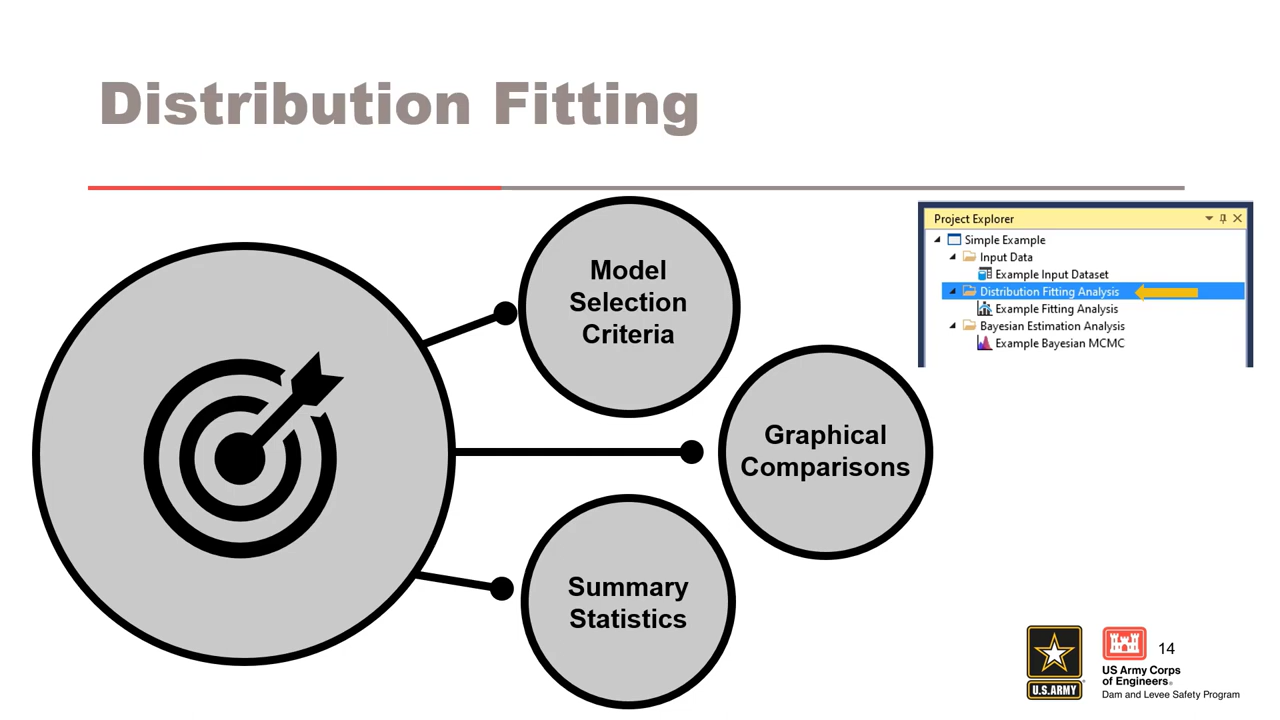 Distribution Fitting
Model
Selection
Criteria
Graphical
Comparisons
Summary
Statistics
Project Explorer
Simple Example
Input Data
Example Input Dataset
Distribution Fitting Analysis
Example Fitting Analysis
Bayesian Estimation Analysis
Example Bayesian MCMC
U.S.ARMY
US Army Corps
of Engineers®
Dam and Levee Safety Program
14